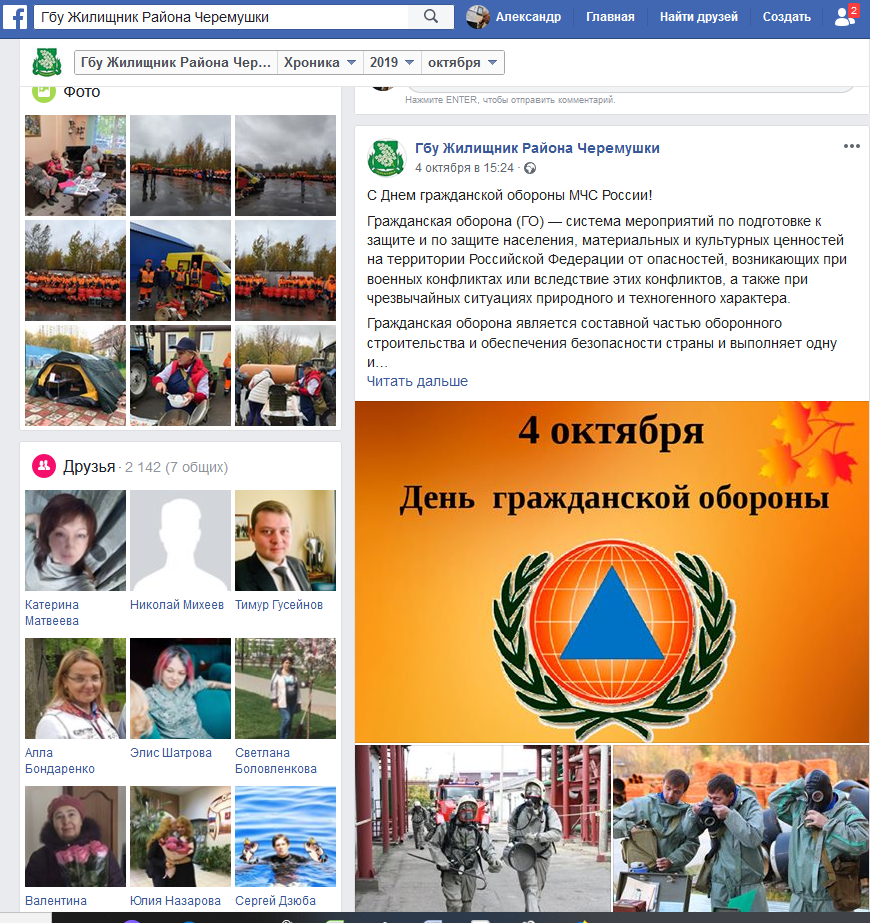 Гбу Жилищник Района Черемушки
Александр
Главная
Найти друзей
Создать
2
Гбу Жилищник Района Чер...
Хроника
2019
октября
Фото
Друзья · 2 142 (7 общих)
Катерина
Матвеева
Николай Михеев
Тимур Гусейнов
Алла
Бондаренко
Элис Шатрова
Светлана
Боловленкова
Валентина
Юлия Назарова
Сергей Дзюба
Нажмите ENTER, чтобы отправить комментарий.
Гбу Жилищник Района Черемушки
4 октября в 15:24 ·
С Днем гражданской обороны МЧС России!
Гражданская оборона (ГО) — система мероприятий по подготовке к
защите и по защите населения, материальных и культурных ценностей
на территории Российской Федерации от опасностей, возникающих при
военных конфликтах или вследствие этих конфликтов, а также при
чрезвычайных ситуациях природного и техногенного характера.
Гражданская оборона является составной частью оборонного
строительства и обеспечения безопасности страны и выполняет одну
и...
Читать дальше
4 октября
День гражданской обороны